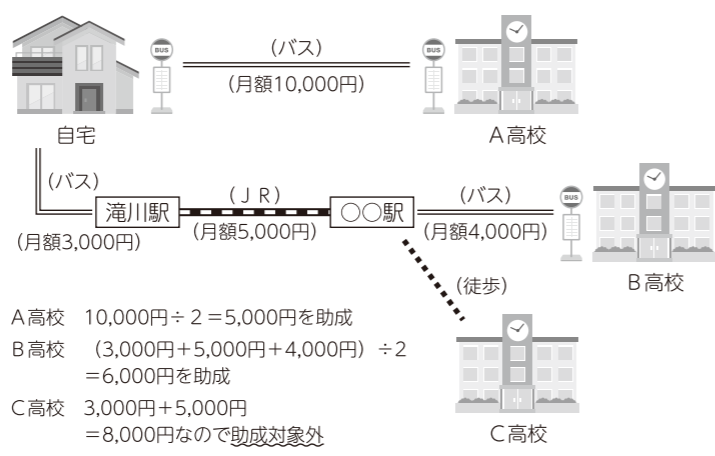 BUS
(バス)
(月額10,000円)
BUS
自宅
A高校
(バス)
滝川駅
(月額3,000円)
(JR)
(月額5,000円)
○○駅
(バス)
(月額4,000円)
BUS
B高校
(徒歩)
C高校
A高校 10,000円÷2=5,000円を助成
B高校 (3,000円+5,000円+4,000円)÷2
=6,000円を助成
C高校 3,000円+5,000円
=8,000円なので助成対象外